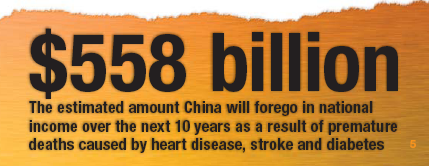 $558 billion
The estimated amount China will forego in national
income over the next 10 years as a result of premature
deaths caused by heart disease, stroke and diabetes 5